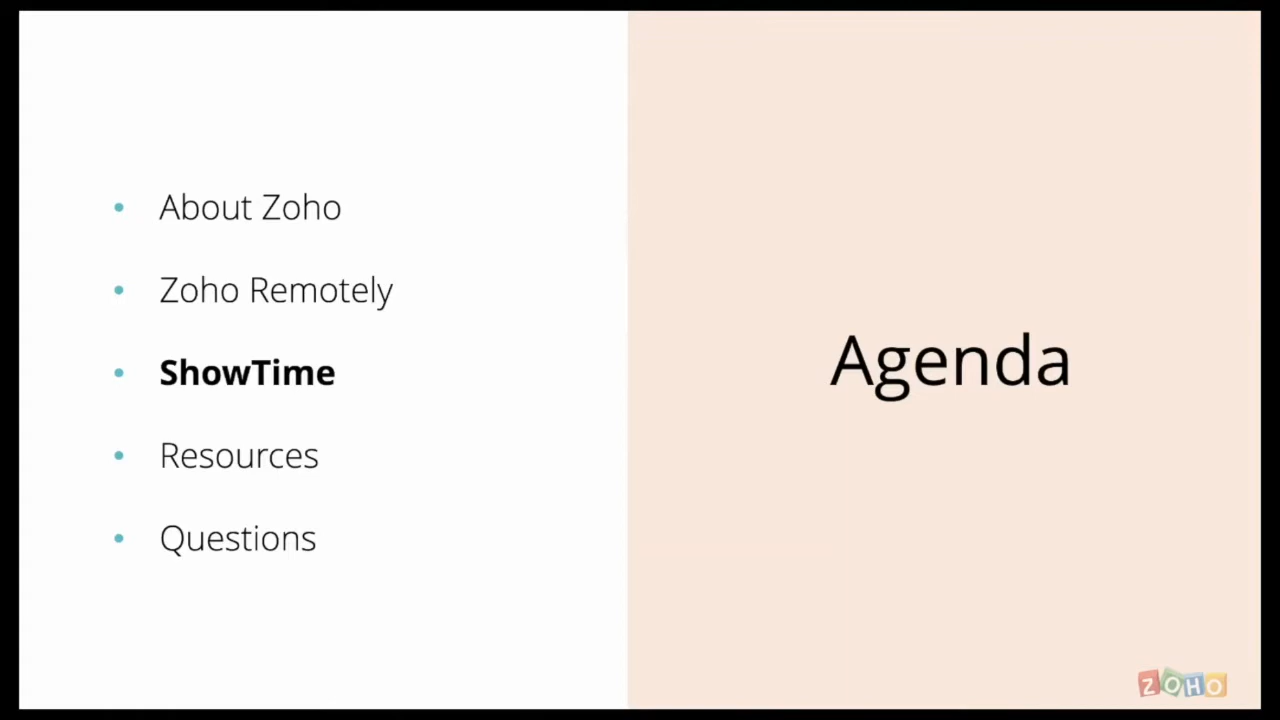 About Zoho
Zoho Remotely
ShowTime
Resources
Questions
Agenda
ZOHO